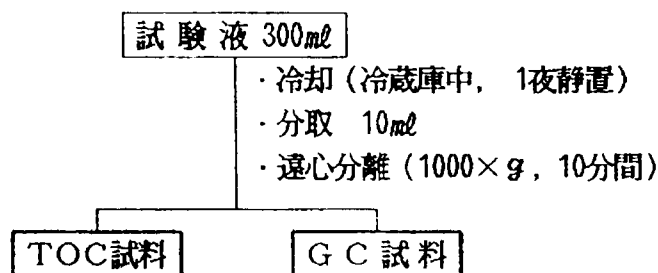 試験液 300㎖
・冷却（冷蔵庫中， 1夜静置）
・分取 10㎖
・遠心分離（1000×g，10分間）
TOC試料
GC試料